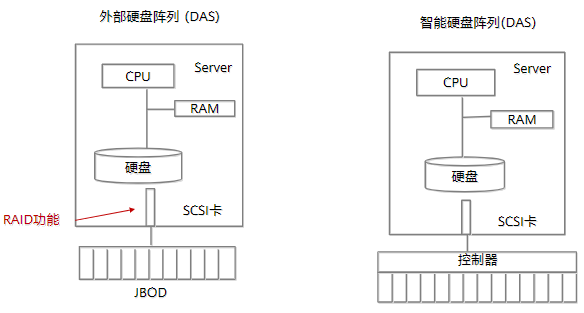 外部硬盘阵列 (DAS)
Server
CPU
RAM
硬盘
SCSI卡
RAID功能
JBOD
智能硬盘阵列(DAS)
Server
CPU
RAM
硬盘
SCSI卡
控制器